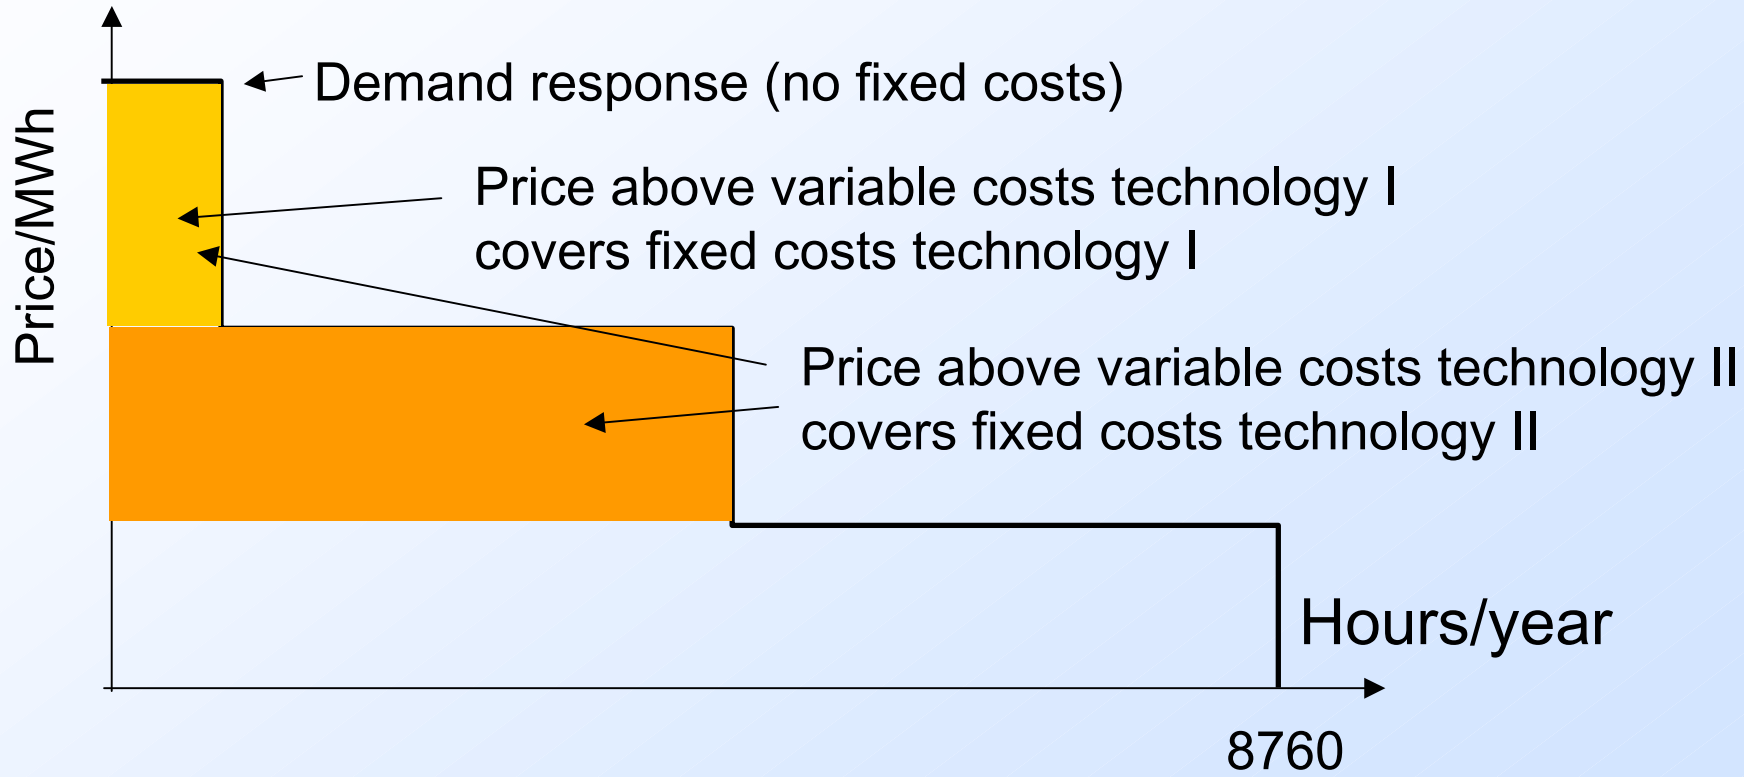 Price/MWh
Demand response (no fixed costs)
Price above variable costs technology I
covers fixed costs technology I
Price above variable costs technology II
covers fixed costs technology II
Hours/year
8760